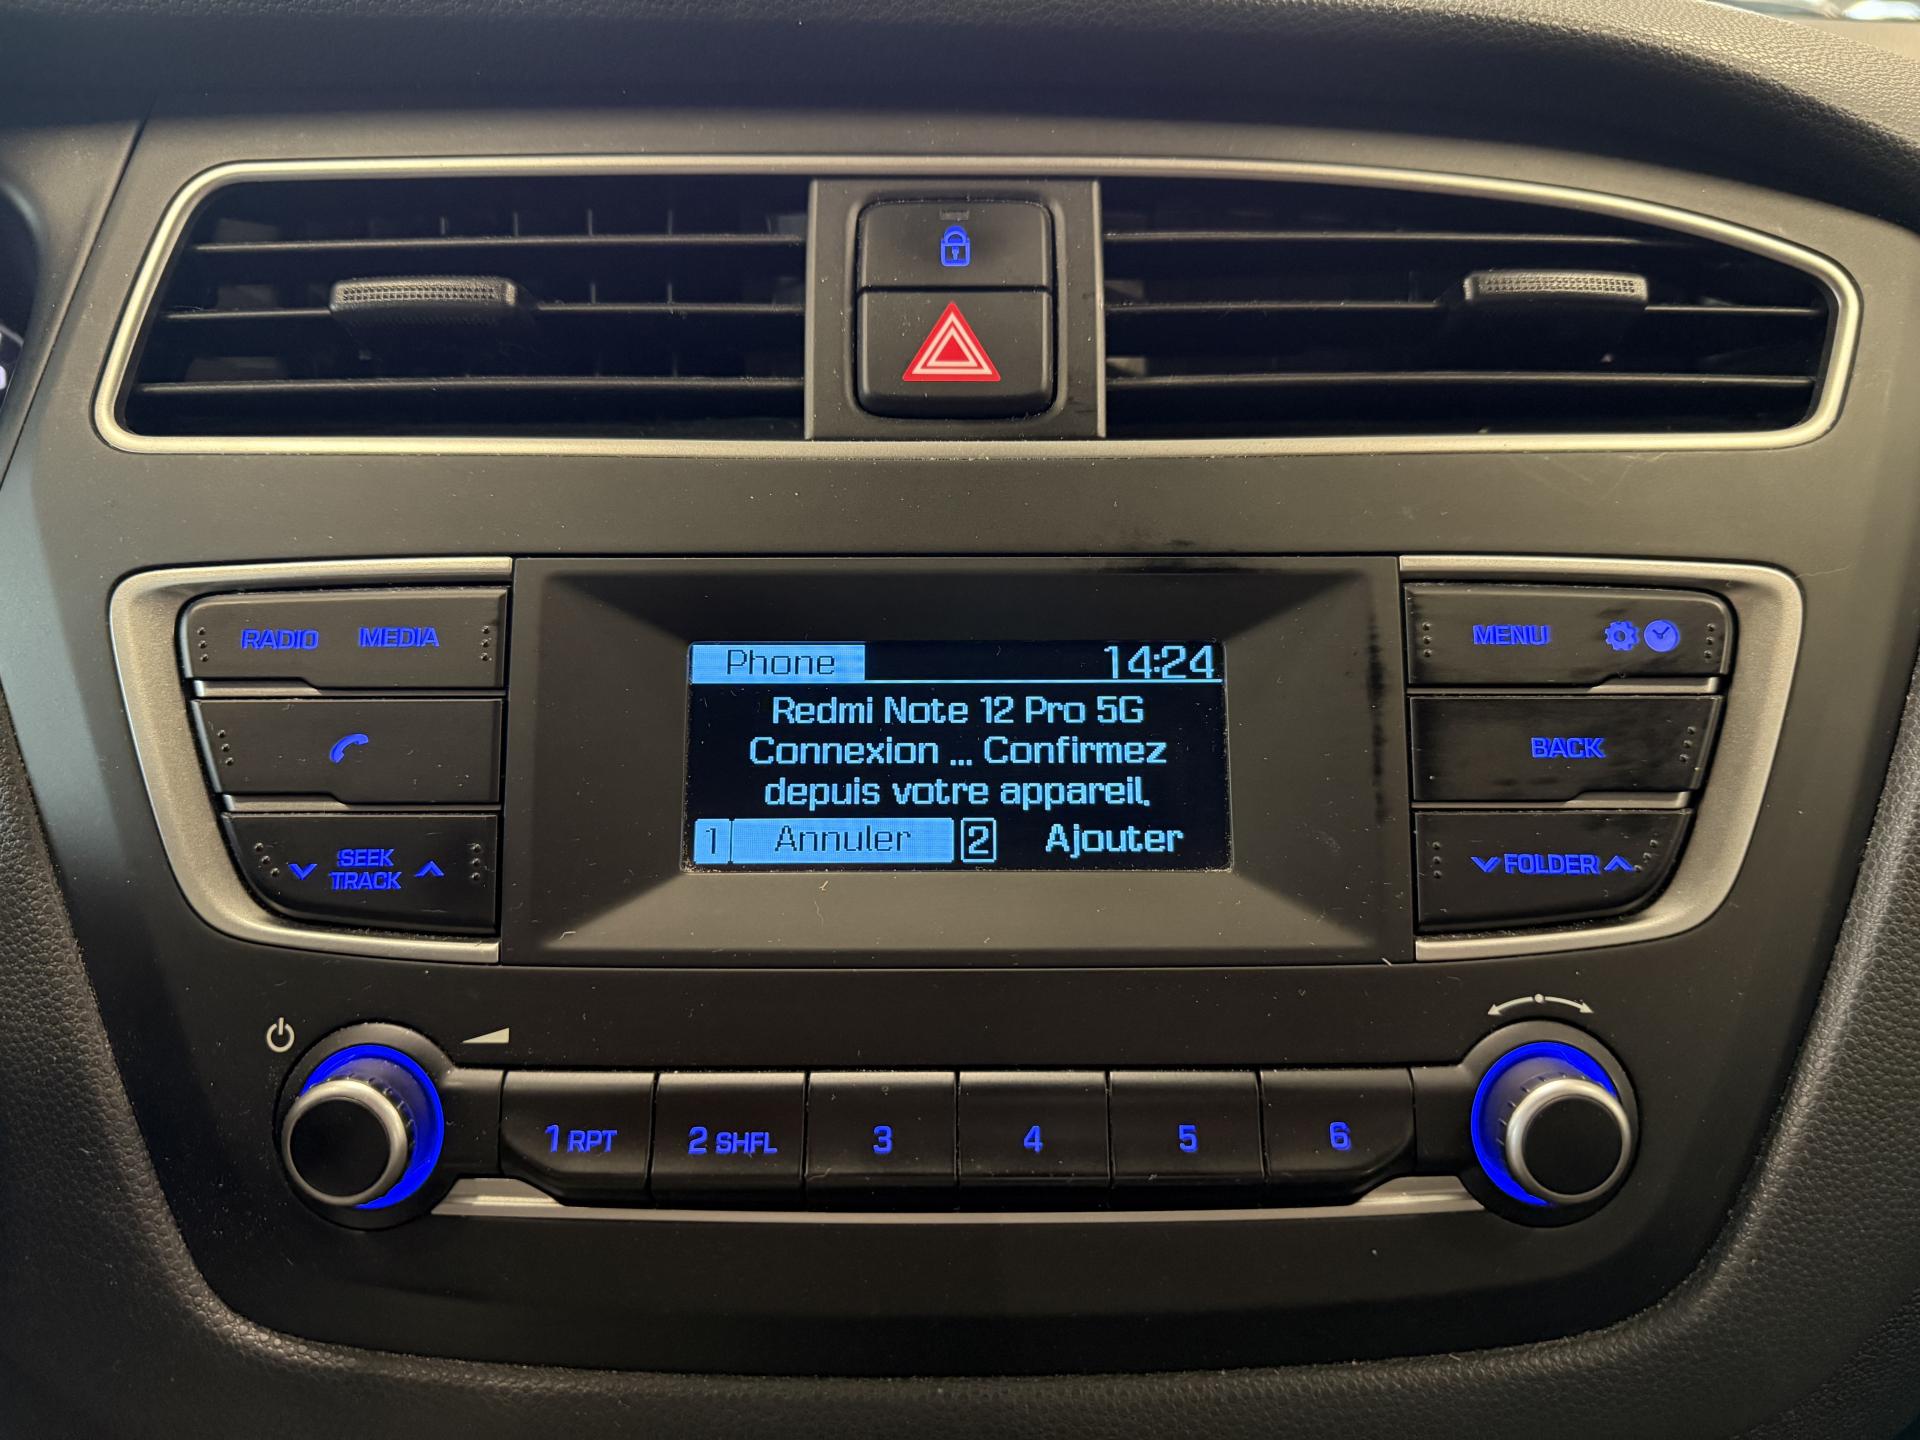 RADIO MEDIA
SEEK
TRACK
Phone 14:24
Redmi Note 12 Pro 5G
Connexion ... Confirmez
depuis votre appareil.
1 Annuler 2 Ajouter
MENU
BACK
FOLDER
1 RPT 2 SHFL 3 4 5 6